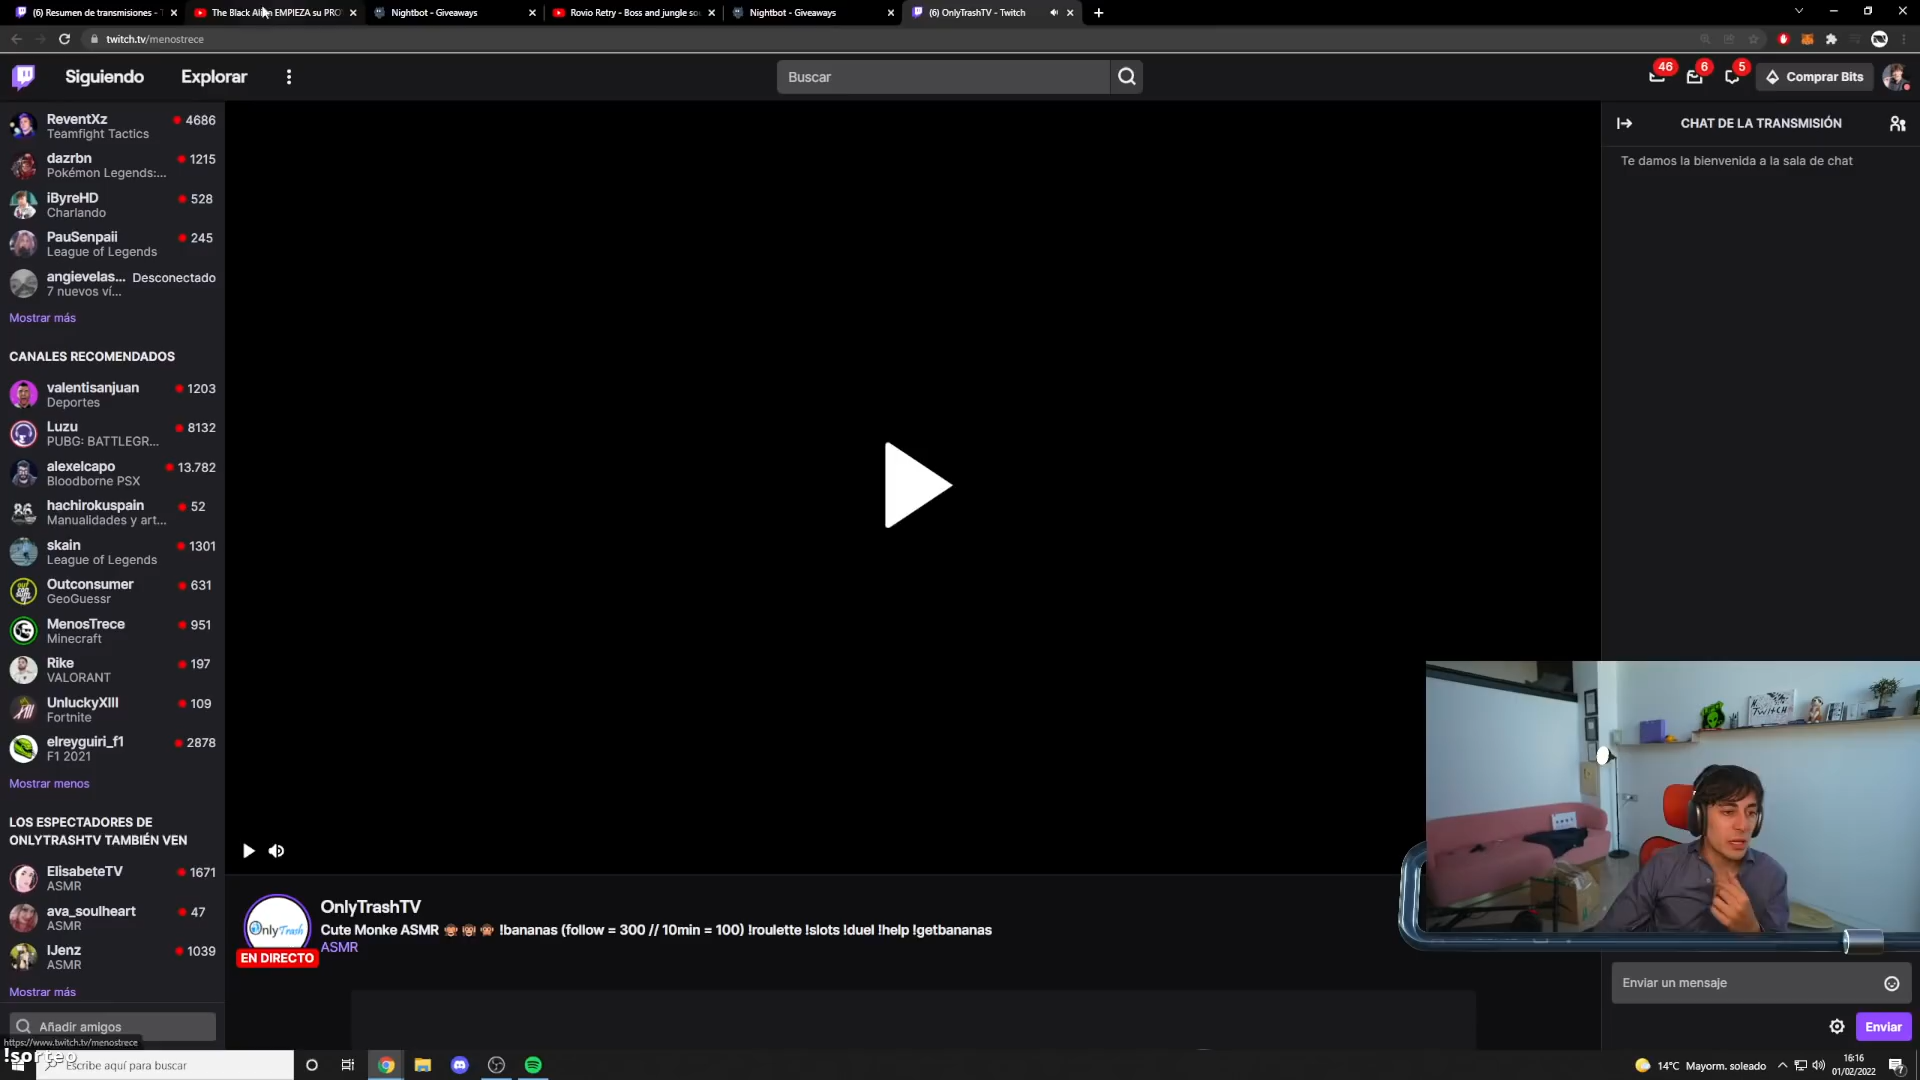 (6) Resumen de transmisiones -
The Black Alien EMPIEZA su PRO
Nightbot - Giveaways
Rovio Retry - Boss and jungle so
Nightbot - Giveaways
(6) OnlyTrashTV - Twitch
twitch.tv/menostrece
Siguiendo
Explorar
Buscar
46
6
5
Comprar Bits
ReventXz 4686
Teamfight Tactics
dazrbn 1215
Pokémon Legends:...
iByreHD 528
Charlando
PauSenpaii 245
League of Legends
angievelas... Desconectado
7 nuevos ví...
Mostrar más
CANALES RECOMENDADOS
valentisanjuan 1203
Deportes
Luzu 8132
PUBG: BATTLEGR...
alexelcapo 13.782
Bloodborne PSX
hachirokuspain 52
Manualidades y art...
skain 1301
League of Legends
Outconsumer 631
GeoGuessr
MenosTrece 951
Minecraft
Rike 197
VALORANT
UnluckyXIII 109
Fortnite
elreyguiri_f1 2878
F1 2021
Mostrar menos
LOS ESPECTADORES DE
ONLYTRASHTV TAMBIÉN VEN
ElisabeteTV 1671
ASMR
ava_soulheart 47
ASMR
IJenz 1039
ASMR
Mostrar más
Añadir amigos
https://www.twitch.tv/menostrece
!sorteo
Escribe aquí para buscar
OnlyTrash
EN DIRECTO
OnlyTrashTV
Cute Monke ASMR 🙈🙉🙊 !bananas (follow = 300 // 10min = 100) !roulette !slots !duel !help !getbananas
ASMR
CHAT DE LA TRANSMISIÓN
Te damos la bienvenida a la sala de chat
TWITCH
Enviar un mensaje
Enviar
14°C Mayorm. soleado
16:16
01/02/2022
7